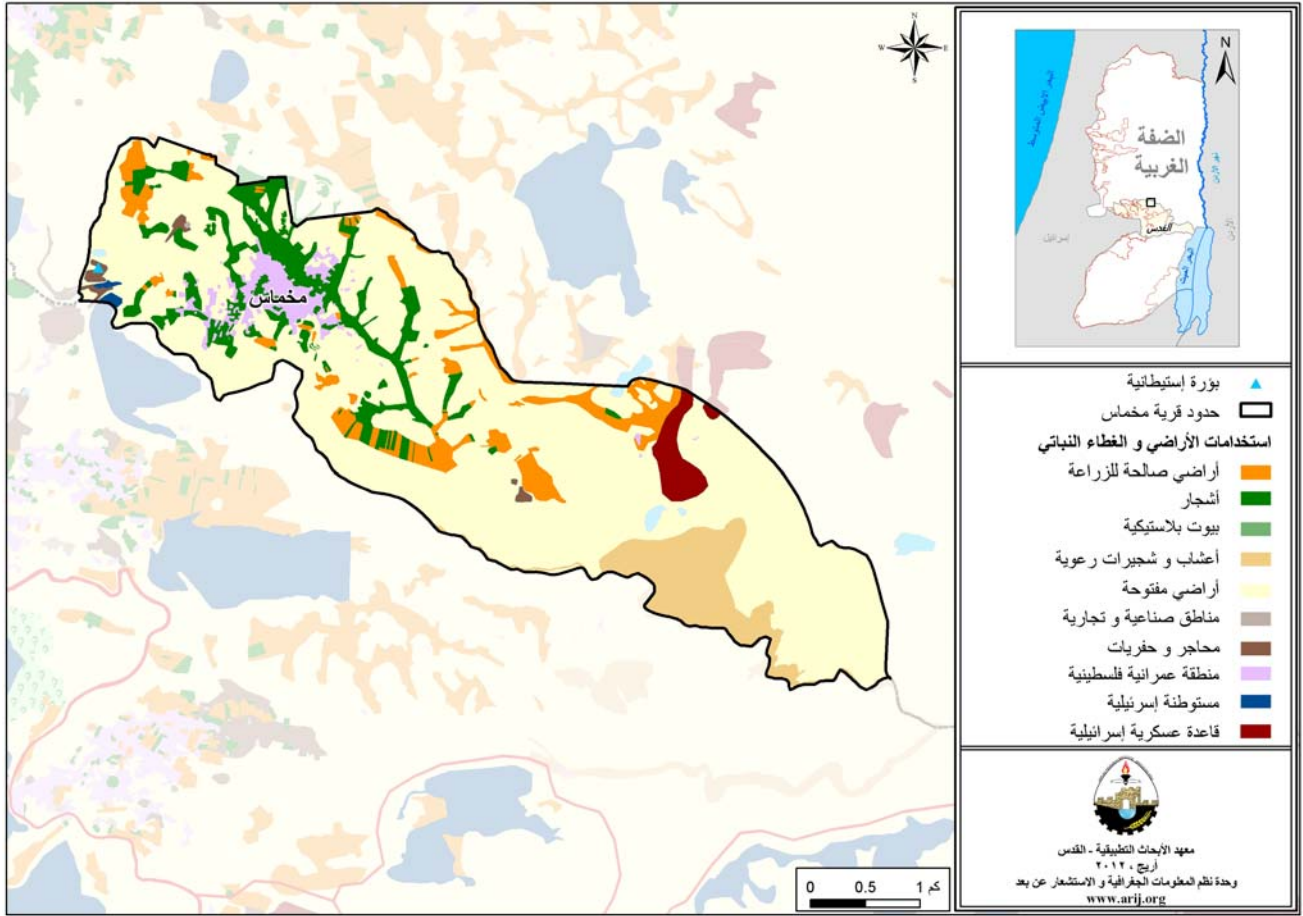 N
W
E
S
مخماس
0
0.5
1 كم
N
البحر الابيض المتوسط
الضفة
الغربية
نهر الأردن
القدس
إسرائيل
الأردن
البحر الميت
بؤرة إستيطانية
حدود قرية مخماس
استخدامات الأراضي و الغطاء النباتي
أراضي صالحة للزراعة
أشجار
بيوت بلاستيكية
أعشاب و شجيرات رعوية
أراضي مفتوحة
مناطق صناعية و تجارية
محاجر و حفريات
منطقة عمرانية فلسطينية
مستوطنة إسرئيلية
قاعدة عسكرية إسرائيلية
معهد الأبحاث التطبيقية - القدس
أريج ، ٢٠١٢
وحدة نظم المعلومات الجغرافية و الاستشعار عن بعد
www.arij.org